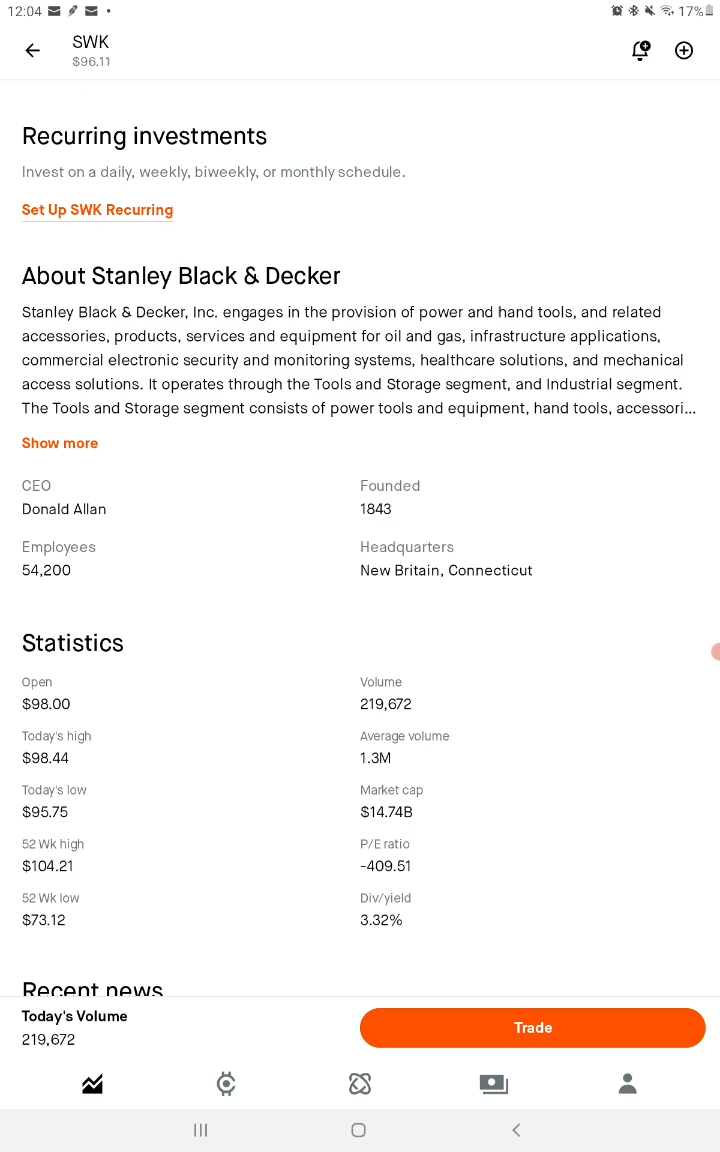 12:04
17%
SWK
$96.11
Recurring investments
Invest on a daily, weekly, biweekly, or monthly schedule.
Set Up SWK Recurring
About Stanley Black & Decker
Stanley Black & Decker, Inc. engages in the provision of power and hand tools, and related
accessories, products, services and equipment for oil and gas, infrastructure applications,
commercial electronic security and monitoring systems, healthcare solutions, and mechanical
access solutions. It operates through the Tools and Storage segment, and Industrial segment.
The Tools and Storage segment consists of power tools and equipment, hand tools, accessori...
Show more
CEO
Donald Allan
Founded
1843
Employees
54,200
Headquarters
New Britain, Connecticut
Statistics
Open
$98.00
Volume
219,672
Today's high
$98.44
Average volume
1.3M
Today's low
$95.75
Market cap
$14.74B
52 Wk high
$104.21
P/E ratio
-409.51
52 Wk low
$73.12
Div/yield
3.32%
Recent news
Today's Volume
219,672
Trade